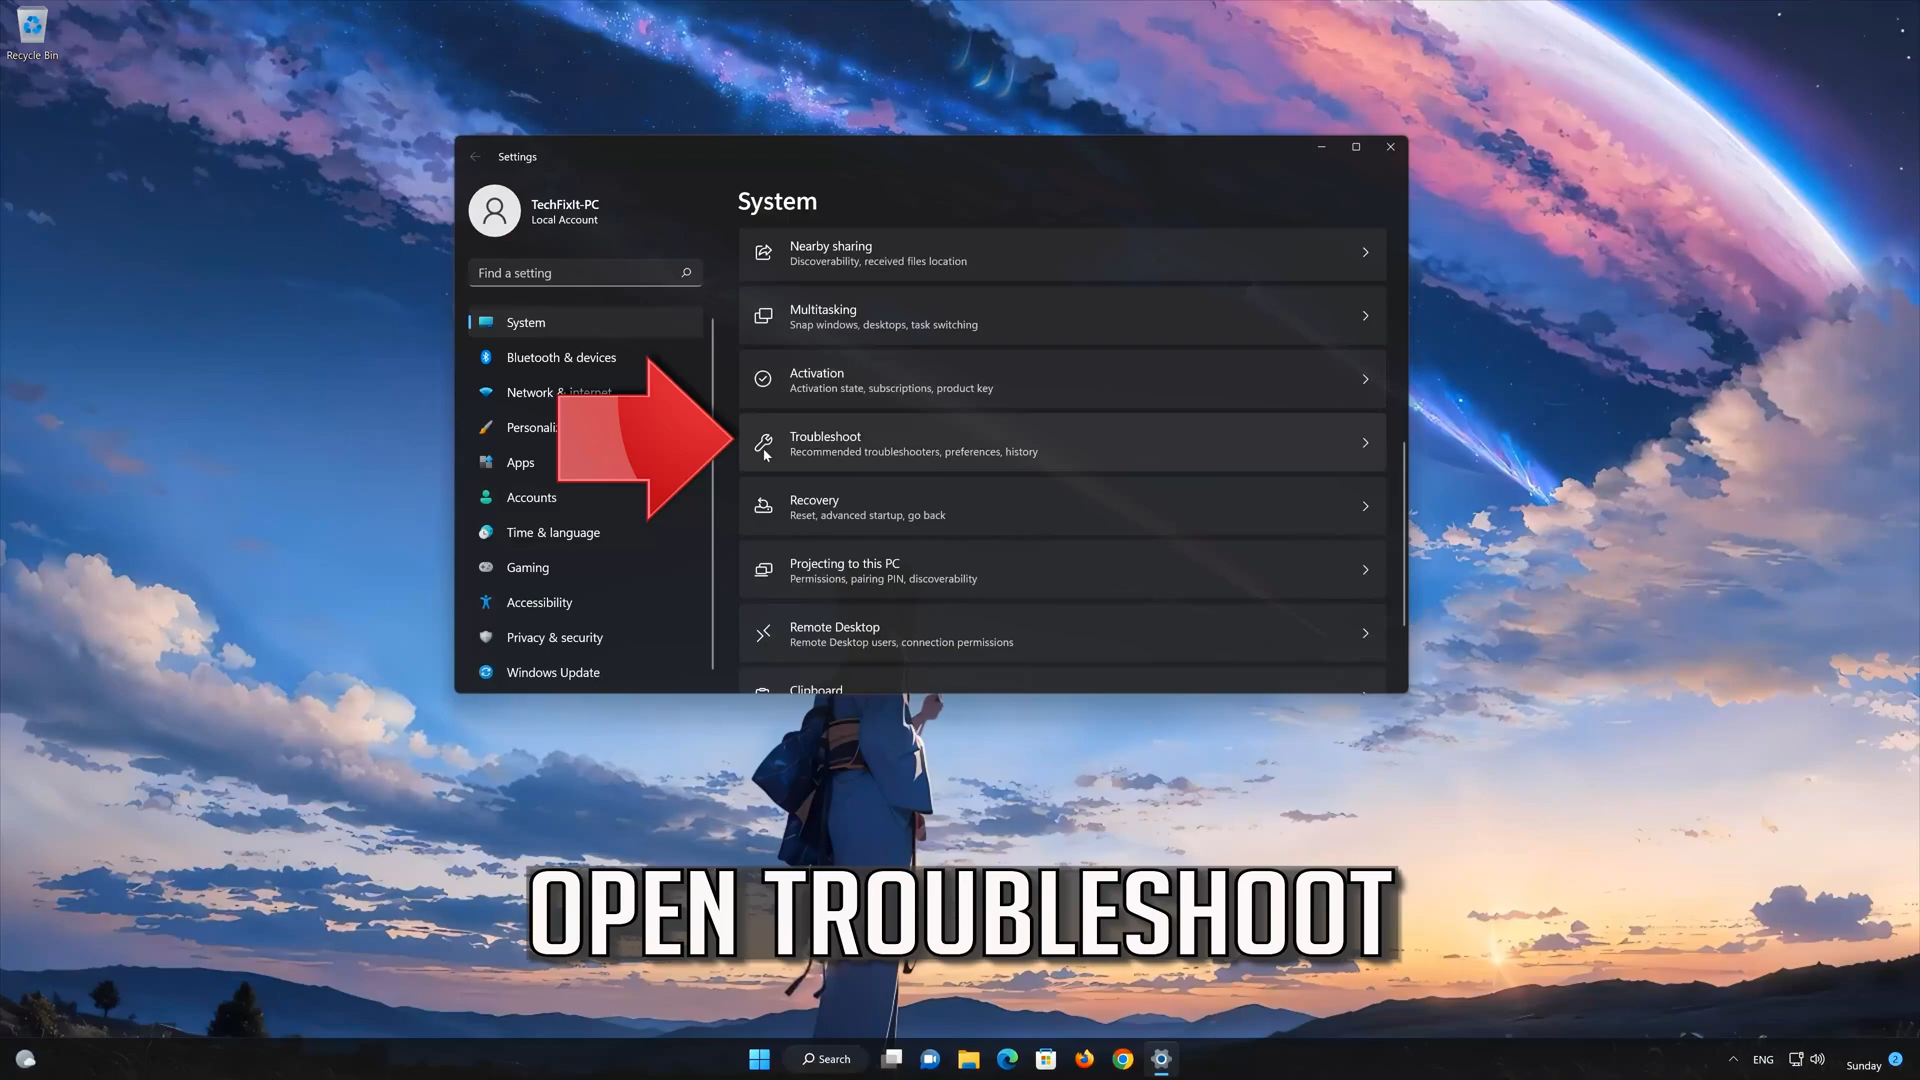 Recycle Bin
Settings
TechFixIt-PC
Local Account
Find a setting
System
Bluetooth & devices
Network & internet
Personali
Apps
Accounts
Time & language
Gaming
Accessibility
Privacy & security
Windows Update
System
Nearby sharing
Discoverability, received files location
Multitasking
Snap windows, desktops, task switching
Activation
Activation state, subscriptions, product key
Troubleshoot
Recommended troubleshooters, preferences, history
Recovery
Reset, advanced startup, go back
Projecting to this PC
Permissions, pairing PIN, discoverability
Remote Desktop
Remote Desktop users, connection permissions
Clipboard
OPEN TROUBLESHOOT
Search
ENG
Sunday
2